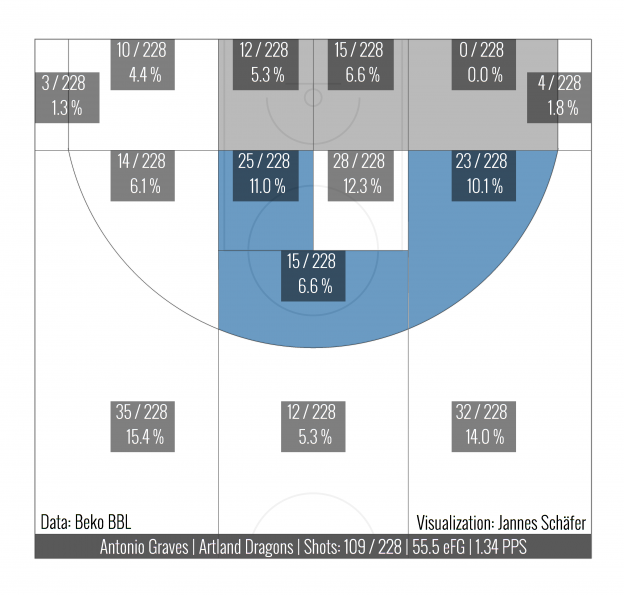 10 / 228
4.4 %
12 / 228
5.3 %
15 / 228
6.6 %
0 / 228
0.0 %
3 / 228
1.3 %
4 / 228
1.8 %
14 / 228
6.1 %
25 / 228
11.0 %
28 / 228
12.3 %
23 / 228
10.1 %
15 / 228
6.6 %
35 / 228
15.4 %
12 / 228
5.3 %
32 / 228
14.0 %
Data: Beko BBL
Visualization: Jannes Schäfer
Antonio Graves | Artland Dragons | Shots: 109 / 228 | 55.5 eFG | 1.34 PPS